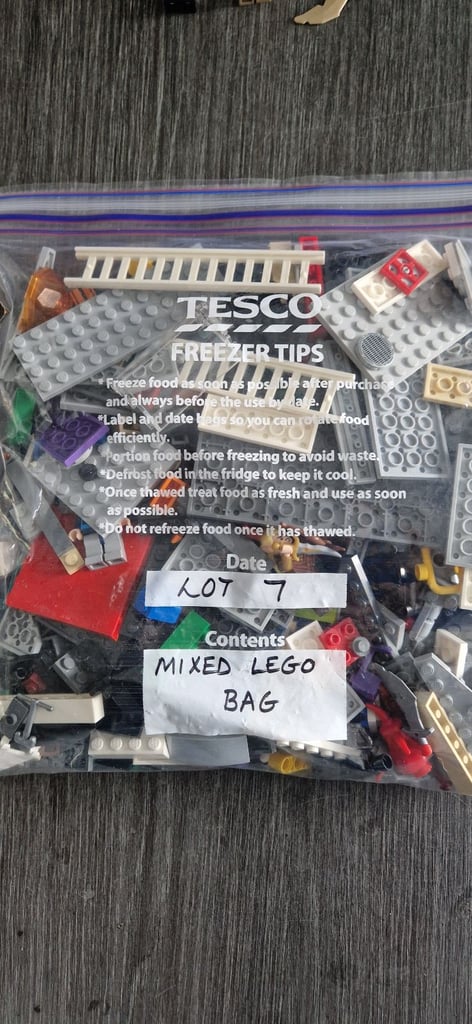 TESCO
FREEZER TIPS
*Freeze food as soon as possible after purchase
and always before the use by date.
*Label and date bags so you can rotate food
efficiently.
*Portion food before freezing to avoid waste.
*Defrost food in the fridge to keep it cool.
*Once thawed treat food as fresh and use as soon
as possible.
*Do not refreeze food once it has thawed.
Date
LOT 7
Contents
MIXED LEGO
BAG